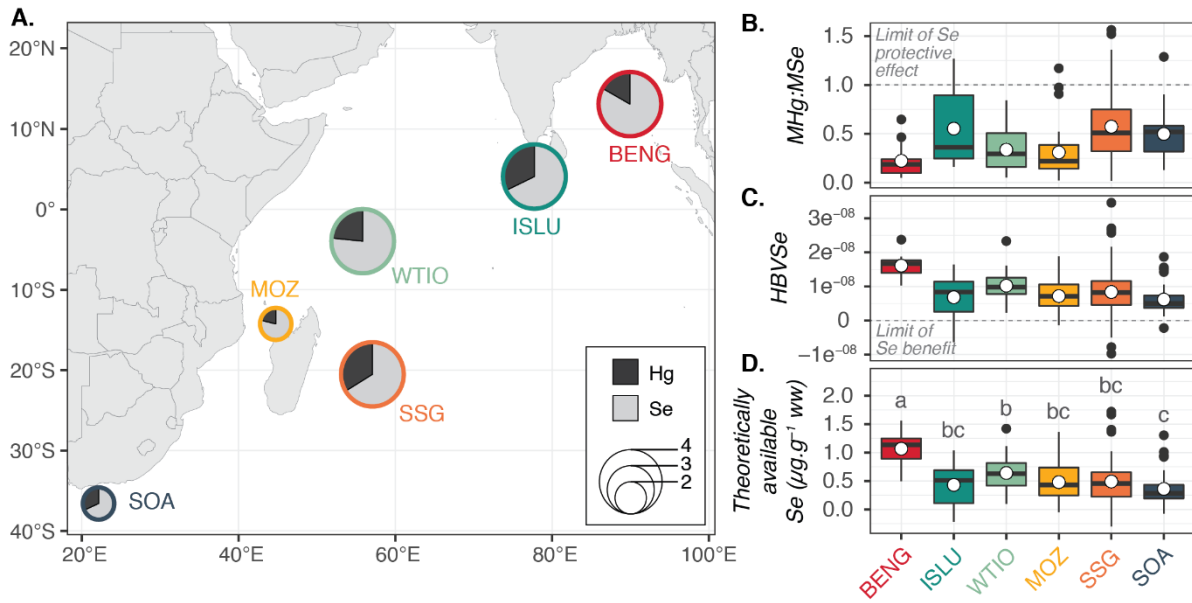 A.
20°N
10°N
0°
10°S
20°S
30°S
40°S
20°E
40°E
60°E
80°E
100°E
BENG
ISLU
WTIO
MOZ
SSG
SOA
Hg
Se
4
3
2
B.
MHg:MSe
1.5
1.0
0.5
0.0
Limit of Se
protective
effect
C.
HBVSe
3e⁻⁰⁸
2e⁻⁰⁸
1e⁻⁰⁸
0
−1e⁻⁰⁸
Limit of
Se benefit
D.
Theoretically
available
Se (µg.g⁻¹ ww)
2.0
1.5
1.0
0.5
0.0
a
bc
b
bc
bc
c
BENG
ISLU
WTIO
MOZ
SSG
SOA